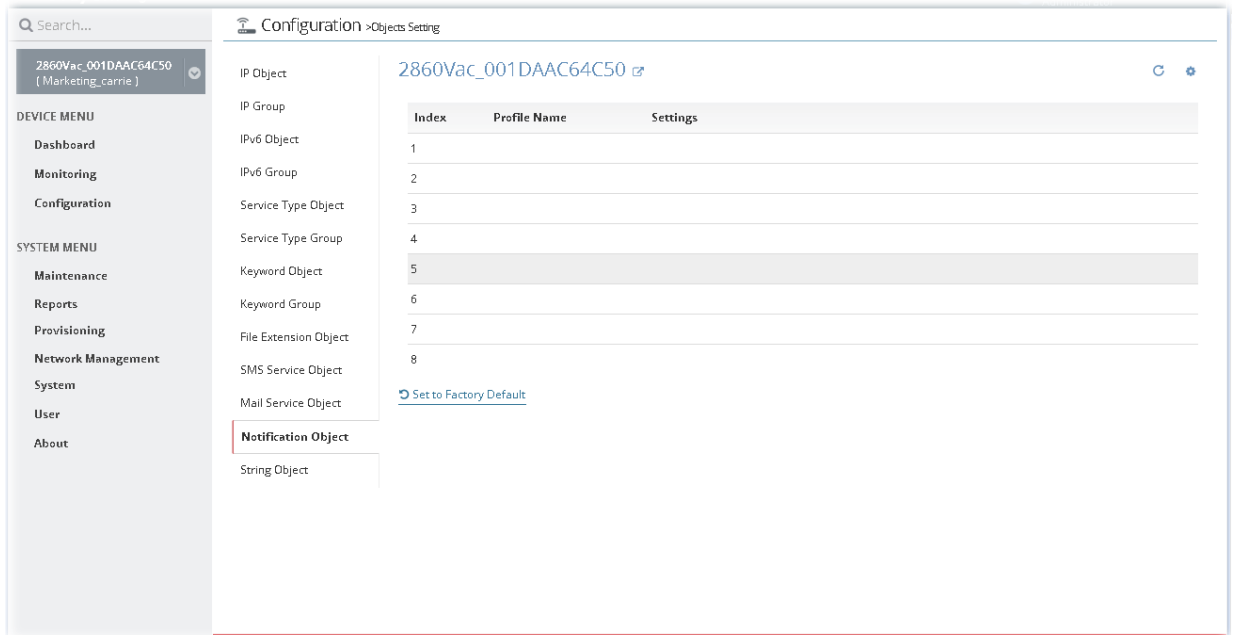 Search...
2860Vac_001DAAC64C50
( Marketing_carrie )
DEVICE MENU
Dashboard
Monitoring
Configuration
SYSTEM MENU
Maintenance
Reports
Provisioning
Network Management
System
User
About
Configuration >Objects Setting
IP Object
IP Group
IPv6 Object
IPv6 Group
Service Type Object
Service Type Group
Keyword Object
Keyword Group
File Extension Object
SMS Service Object
Mail Service Object
Notification Object
String Object
2860Vac_001DAAC64C50
Index Profile Name Settings
1
2
3
4
5
6
7
8
Set to Factory Default